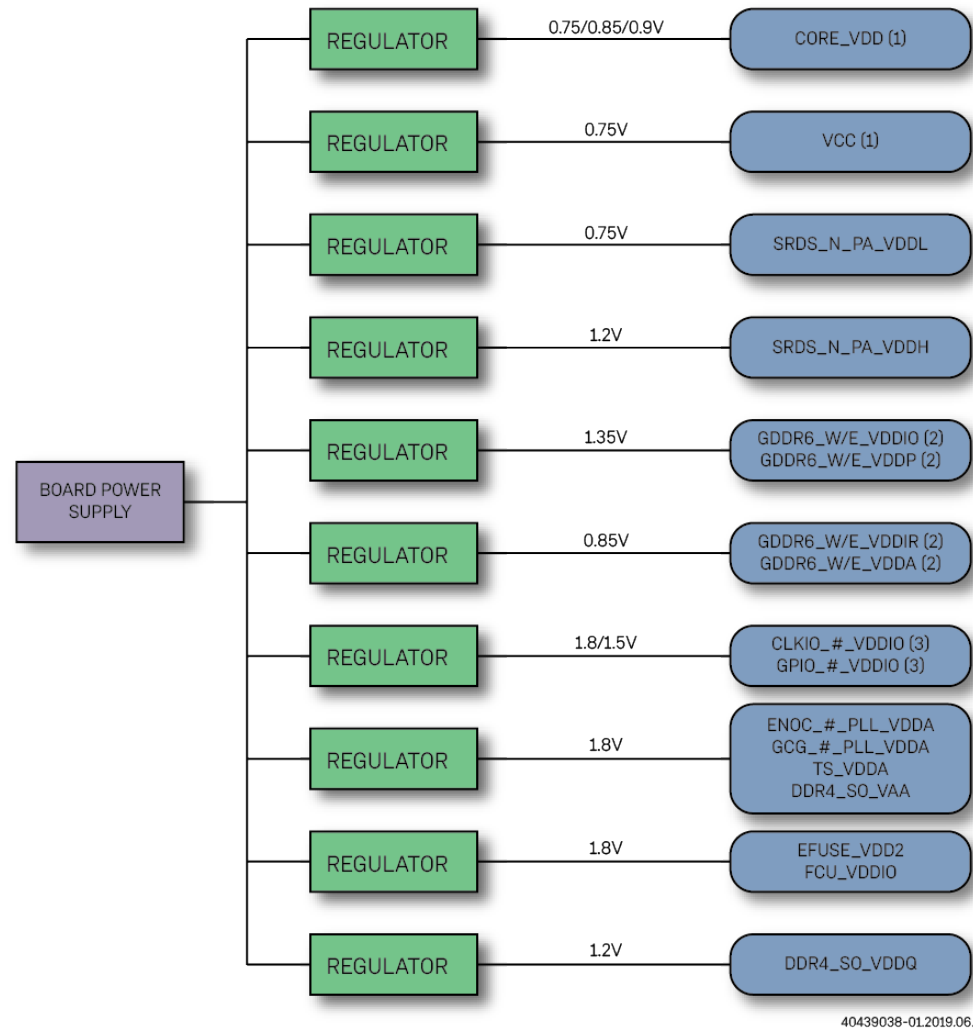 REGULATOR
0.75/0.85/0.9V
CORE_VDD (1)
REGULATOR
0.75V
VCC (1)
REGULATOR
0.75V
SRDS_N_PA_VDDL
REGULATOR
1.2V
SRDS_N_PA_VDDH
REGULATOR
1.35V
GDDR6_W/E_VDDIO (2)
GDDR6_W/E_VDDP (2)
BOARD POWER
SUPPLY
REGULATOR
0.85V
GDDR6_W/E_VDDIR (2)
GDDR6_W/E_VDDA (2)
REGULATOR
1.8/1.5V
CLKIO_#_VDDIO (3)
GPIO_#_VDDIO (3)
REGULATOR
1.8V
ENOC_#_PLL_VDDA
GCG_#_PLL_VDDA
TS_VDDA
DDR4_S0_VAA
REGULATOR
1.8V
EFUSE_VDD2
FCU_VDDIO
REGULATOR
1.2V
DDR4_S0_VDDQ
40439038-01.2019.06.